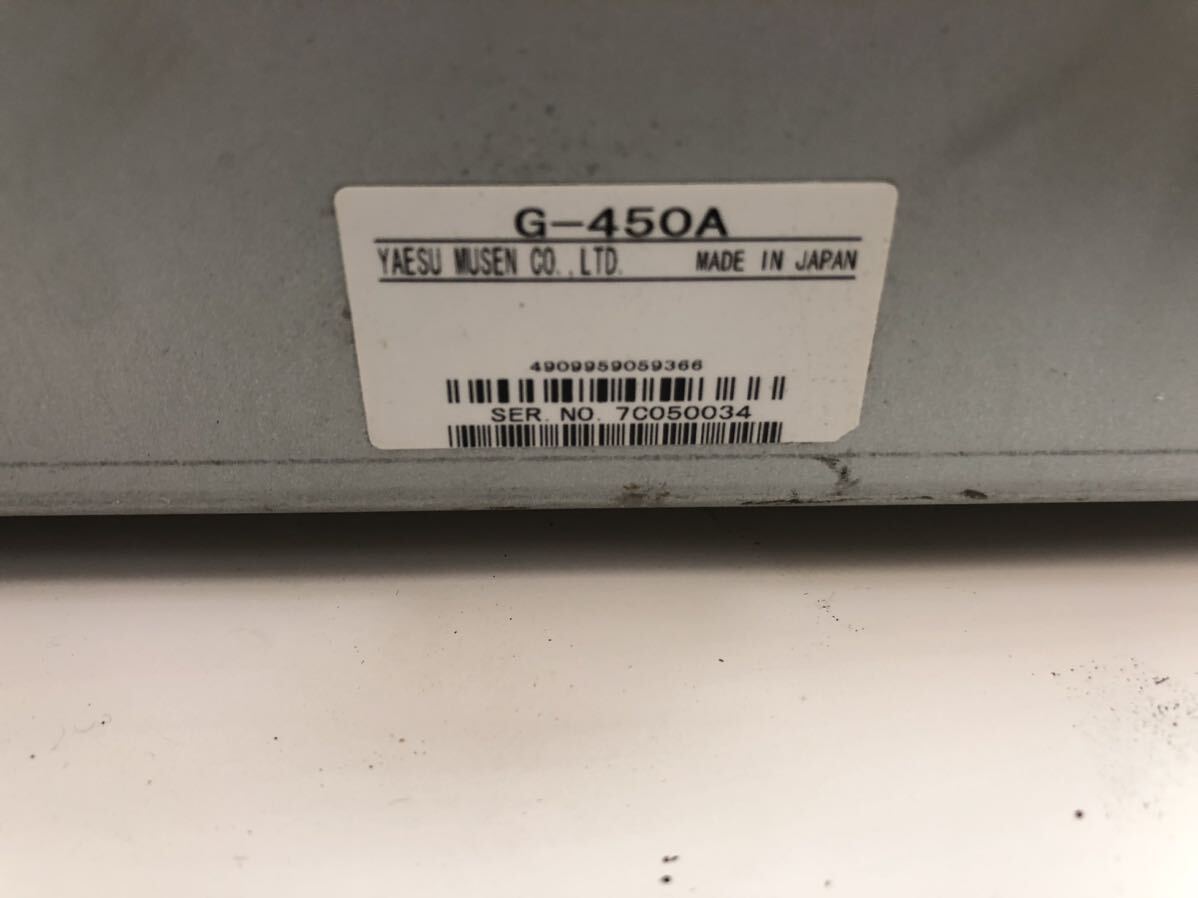 G-450A
YAESU MUSEN CO.,LTD. MADE IN JAPAN
4909959059366
SER. NO. 7C050034